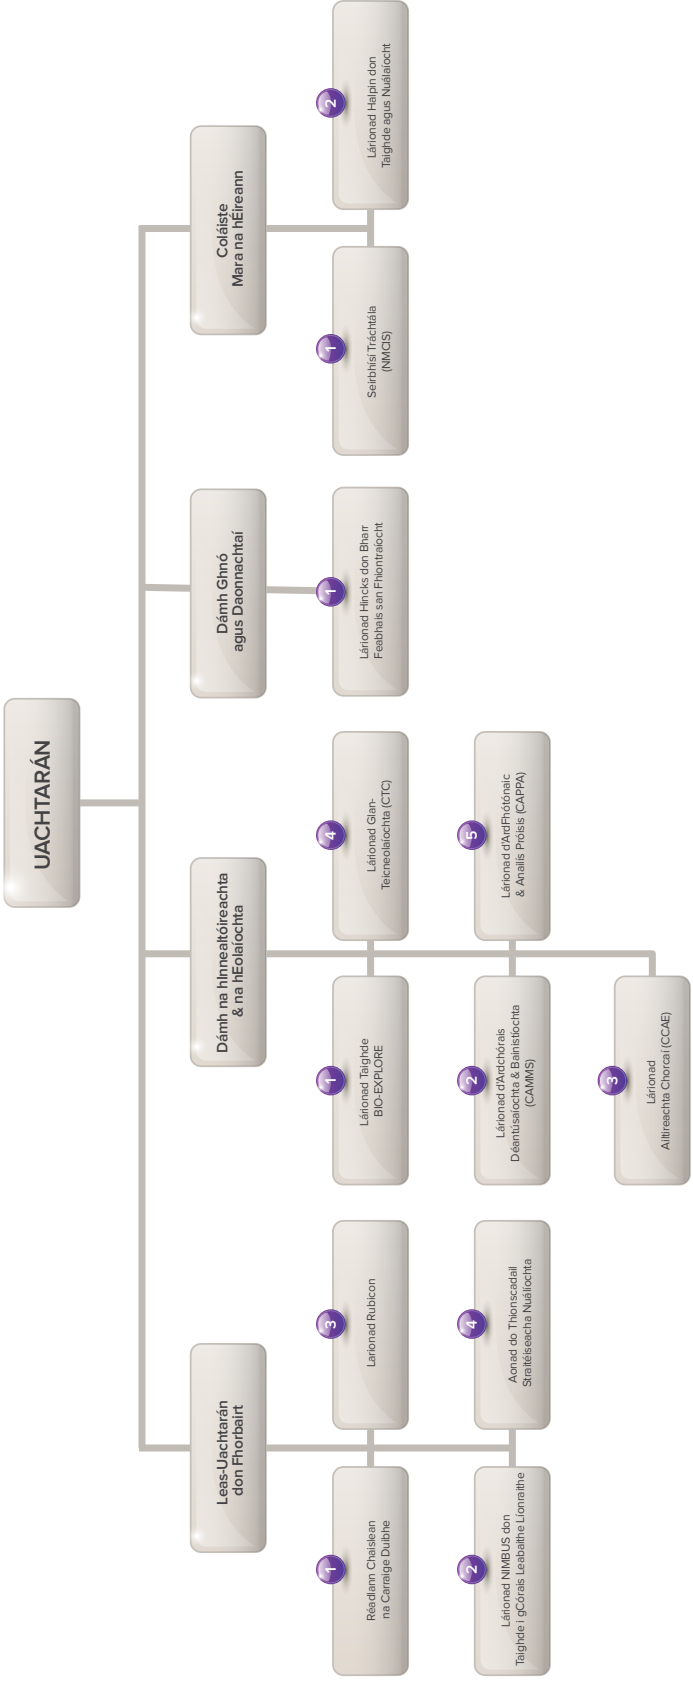 UACHTARÁN
Leas-Uachtarán
don Fhorbairt
1
Réadlann Chaislean
na Carraige Duibhe
2
Lárionad NIMBUS don
Taighde i gCórais Leabaithe Líonraithe
3
Larionad Rubicon
4
Aonad do Thionscadail
Straitéiseacha Nuálíochta
Dámh na hInnealtóireachta
& na hEolaíochta
1
Lárionad Taighde
BIO-EXPLORE
2
Lárionad d'Ardchórais
Déantúsaíochta & Bainistíochta
(CAMMS)
3
Lárionad
Ailtireachta Chorcaí (CCAE)
4
Lárionad Glan-
Teicneolaíochta (CTC)
5
Lárionad d'ArdFhótónaic
& Anailís Próisis (CAPPA)
Dámh Ghnó
agus Daonnachtaí
1
Lárionad Hincks don Bharr
Feabhais san Fhiontraíocht
Coláiste
Mara na hÉireann
1
Seirbhísí Tráchtála
(NMCIS)
2
Lárionad Halpin don
Taighde agus Nuálaíocht